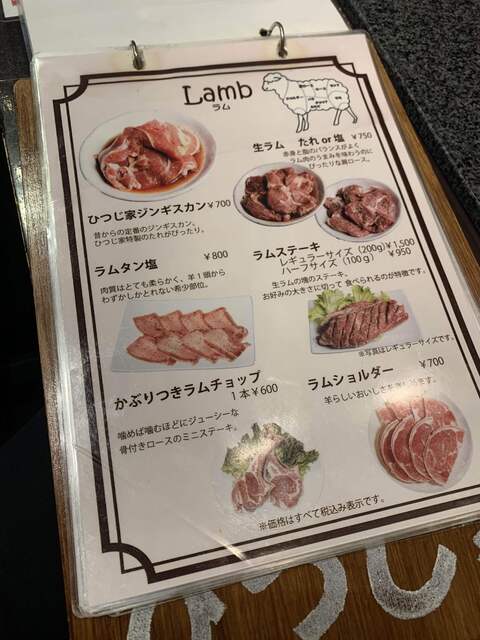 Lamb
ラム
ひつじ家ジンギスカン ¥700
昔からの定番のジンギスカン。
ひつじ家特製のたれがぴったり。
生ラム たれ or 塩 ¥750
赤身と脂のバランスがよく
ラム肉のうまみを味わう肉に
ぴったりな肩ロース。
ラムタン塩 ¥800
肉質はとても柔らかく、羊1頭から
わずかしかとれない希少部位。
ラムステーキ
レギュラーサイズ (200g) ¥1,500
ハーフサイズ (100g) ¥950
生ラムの塊のステーキ。
お好みの大きさに切って 食べられるのが特徴です。
※写真はレギュラーサイズです。
かぶりつきラムチョップ
1本 ¥600
噛めば噛むほどにジューシーな
骨付きロースのミニステーキ。
ラムショルダー ¥700
羊らしいおいしさを
※価格はすべて税込み表示です。